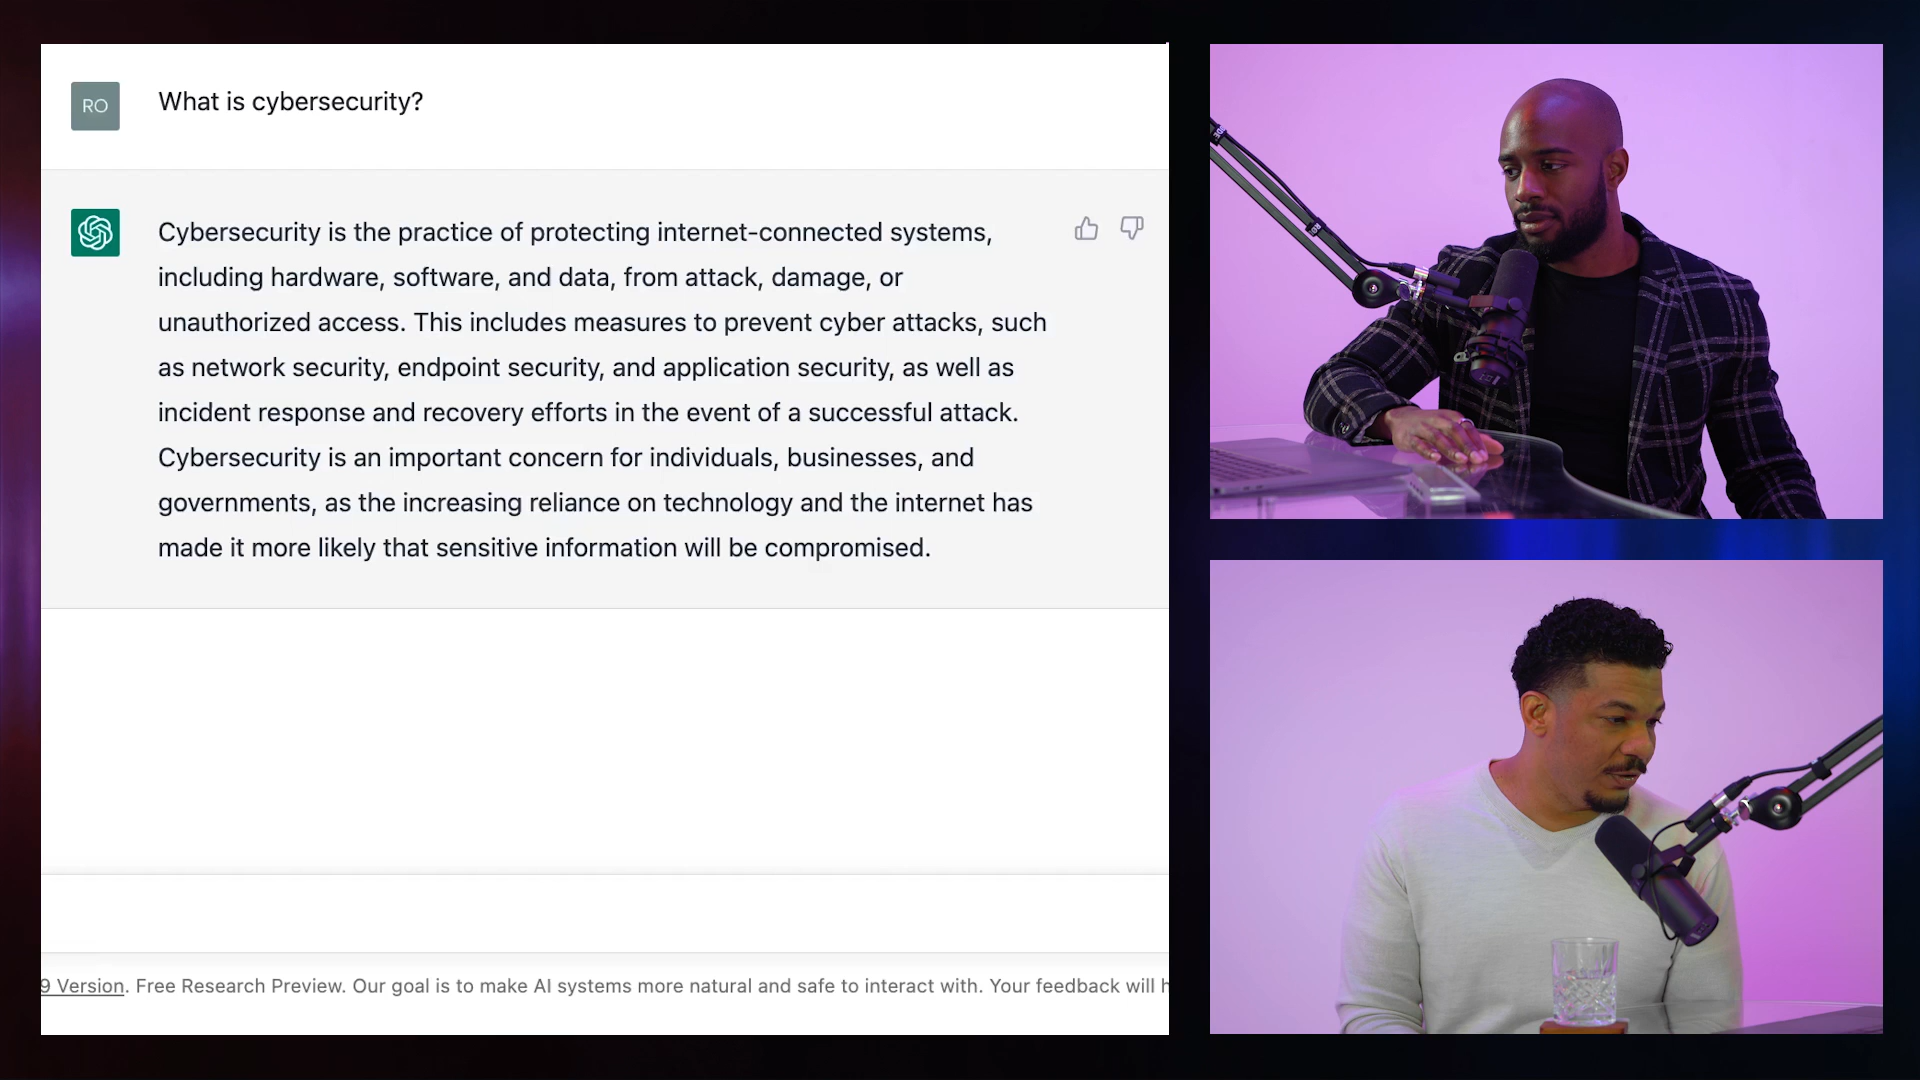 RO
What is cybersecurity?
Cybersecurity is the practice of protecting internet-connected systems,
including hardware, software, and data, from attack, damage, or
unauthorized access. This includes measures to prevent cyber attacks, such
as network security, endpoint security, and application security, as well as
incident response and recovery efforts in the event of a successful attack.
Cybersecurity is an important concern for individuals, businesses, and
governments, as the increasing reliance on technology and the internet has
made it more likely that sensitive information will be compromised.
9 Version. Free Research Preview. Our goal is to make AI systems more natural and safe to interact with. Your feedback will